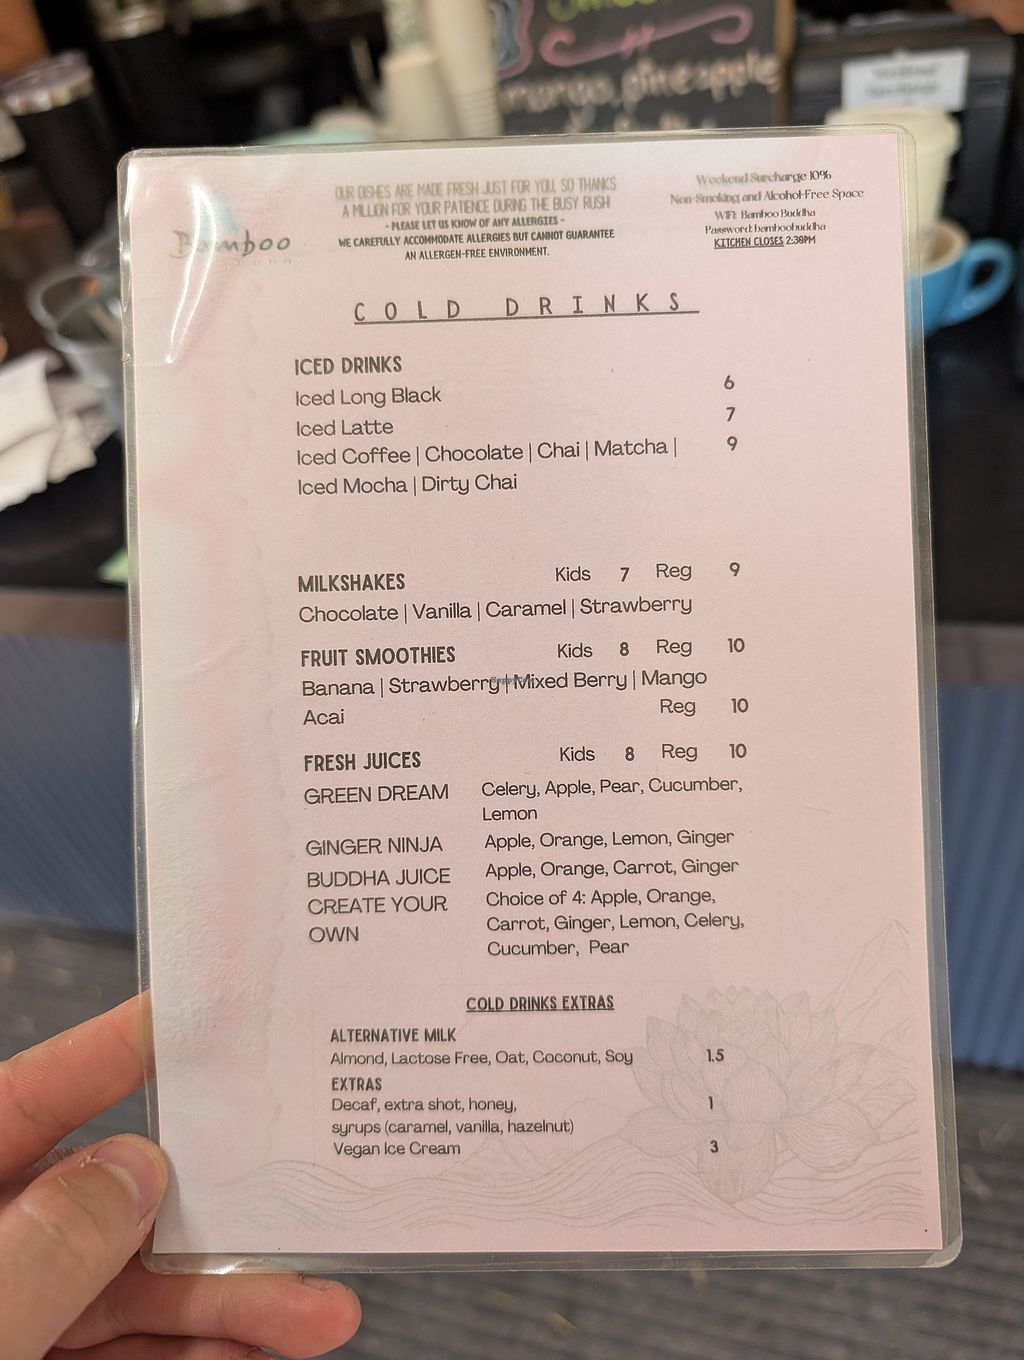 mango, pineapple
Bamboo
OUR DISHES ARE MADE FRESH JUST FOR YOU, SO THANKS
A MILLION FOR YOUR PATIENCE DURING THE BUSY RUSH
- PLEASE LET US KNOW OF ANY ALLERGIES -
WE CAREFULLY ACCOMMODATE ALLERGIES BUT CANNOT GUARANTEE
AN ALLERGEN-FREE ENVIRONMENT.
Weekend Surcharge 10%
Non-Smoking and Alcohol-Free Space
WIFI: Bamboo Buddha
Password: bamboobuddha
KITCHEN CLOSES 2:30PM
COLD DRINKS
ICED DRINKS
Iced Long Black 6
Iced Latte 7
Iced Coffee | Chocolate | Chai | Matcha | 9
Iced Mocha | Dirty Chai
MILKSHAKES Kids 7 Reg 9
Chocolate | Vanilla | Caramel | Strawberry
FRUIT SMOOTHIES Kids 8 Reg 10
Banana | Strawberry | Mixed Berry | Mango
Acai Reg 10
FRESH JUICES Kids 8 Reg 10
GREEN DREAM Celery, Apple, Pear, Cucumber,
Lemon
GINGER NINJA Apple, Orange, Lemon, Ginger
BUDDHA JUICE Apple, Orange, Carrot, Ginger
CREATE YOUR Choice of 4: Apple, Orange,
OWN Carrot, Ginger, Lemon, Celery,
Cucumber, Pear
COLD DRINKS EXTRAS
ALTERNATIVE MILK
Almond, Lactose Free, Oat, Coconut, Soy 1.5
EXTRAS
Decaf, extra shot, honey, 1
syrups (caramel, vanilla, hazelnut)
Vegan Ice Cream 3